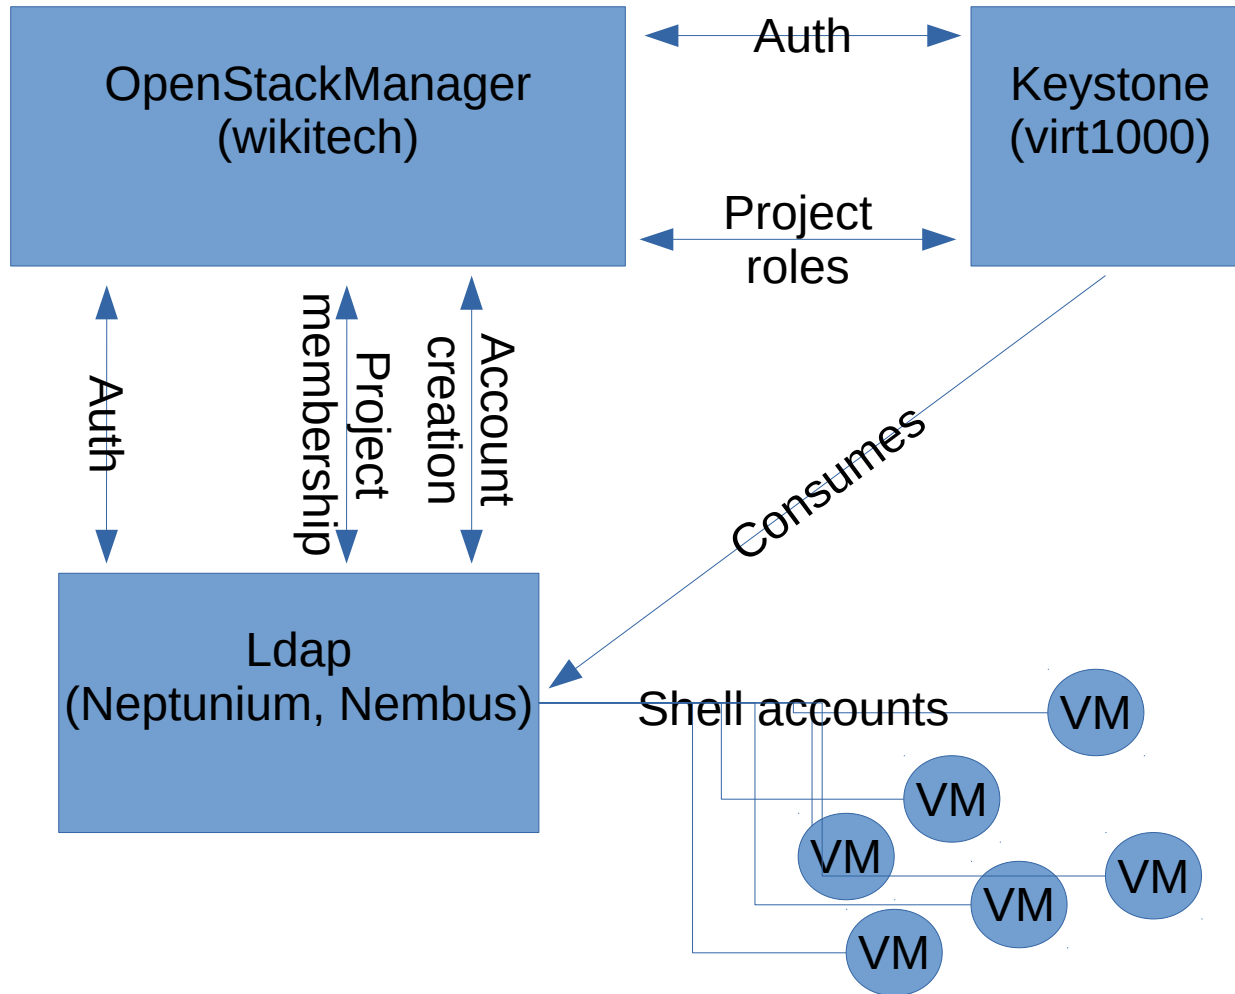 OpenStackManager
(wikitech)
Auth
Keystone
(virt1000)
Project
roles
Auth
Project
membership
Account
creation
Consumes
Ldap
(Neptunium, Nembus)
Shell accounts
VM
VM
VM
VM
VM
VM